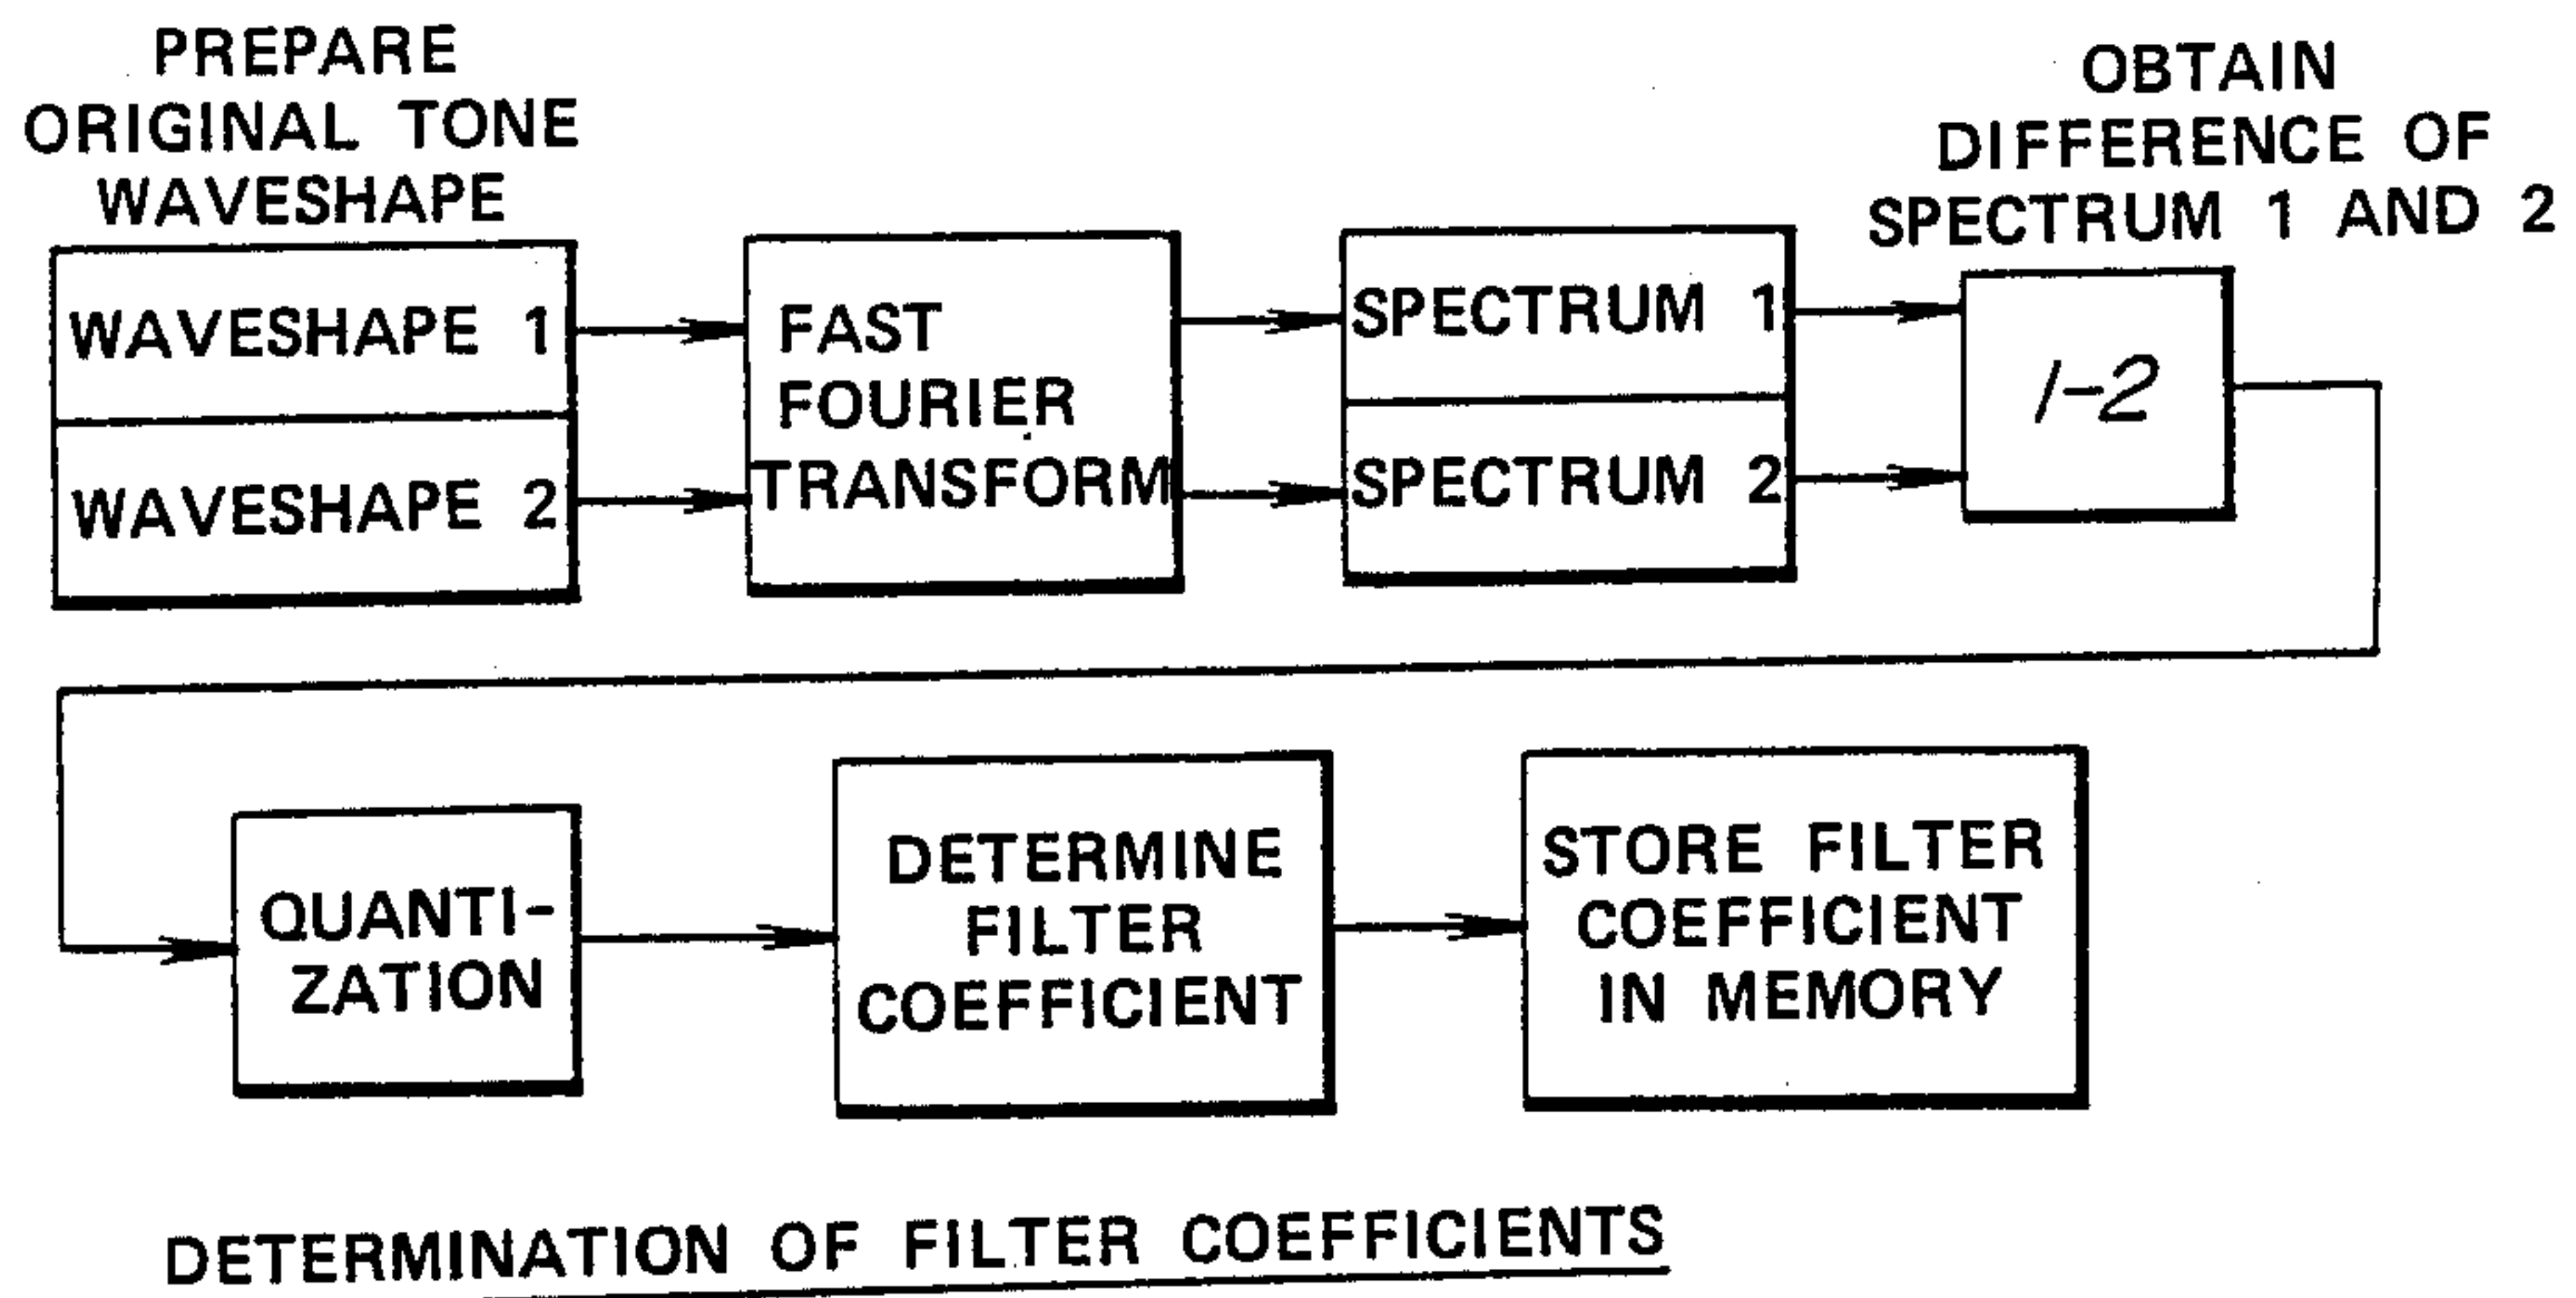 PREPARE
ORIGINAL TONE
WAVESHAPE
WAVESHAPE 1
WAVESHAPE 2
FAST
FOURIER
TRANSFORM
SPECTRUM 1
SPECTRUM 2
OBTAIN
DIFFERENCE OF
SPECTRUM 1 AND 2
1-2
QUANTI-
ZATION
DETERMINE
FILTER
COEFFICIENT
STORE FILTER
COEFFICIENT
IN MEMORY
DETERMINATION OF FILTER COEFFICIENTS